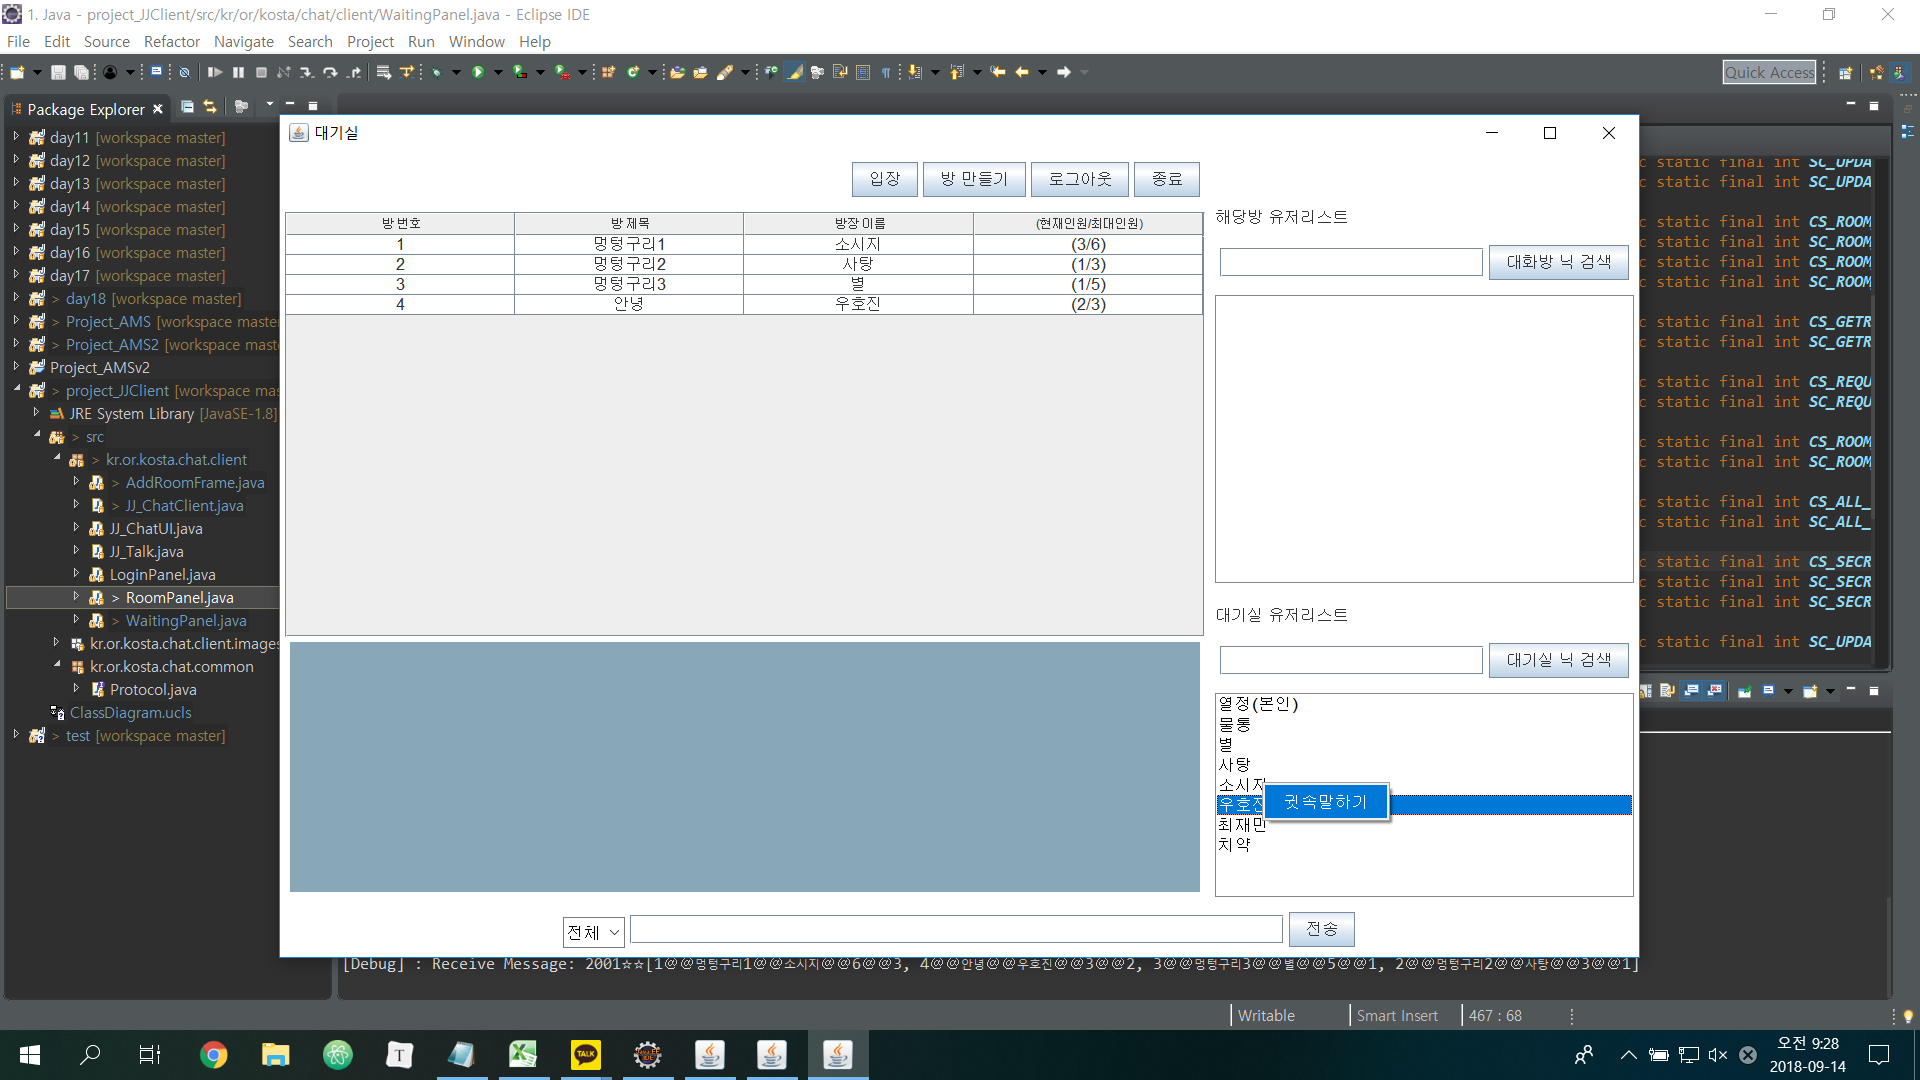 1. Java - project_JJClient/src/kr/or/kosta/chat/client/WaitingPanel.java - Eclipse IDE
File Edit Source Refactor Navigate Search Project Run Window Help
Quick Access
Package Explorer
day11 [workspace master]
day12 [workspace master]
day13 [workspace master]
day14 [workspace master]
day15 [workspace master]
day16 [workspace master]
day17 [workspace master]
> day18 [workspace master]
> Project_AMS [workspace master
> Project_AMS2 [workspace mast
Project_AMSv2
> project_JJClient [workspace mas
JRE System Library [JavaSE-1.8]
> src
> kr.or.kosta.chat.client
> AddRoomFrame.java
> JJ_ChatClient.java
JJ_ChatUI.java
JJ_Talk.java
LoginPanel.java
> RoomPanel.java
> WaitingPanel.java
kr.or.kosta.chat.client.images
kr.or.kosta.chat.common
Protocol.java
ClassDiagram.ucls
> test [workspace master]
대기실
입장 방 만들기 로그아웃 종료
방번호 방제목 방장이름 (현재인원/최대인원)
1 멍텅구리1 소시지 (3/6)
2 멍텅구리2 사탕 (1/3)
3 멍텅구리3 별 (1/5)
4 안녕 우호진 (2/3)
해당방 유저리스트
대화방 닉 검색
대기실 유저리스트
대기실 닉 검색
열정(본인)
물통
별
사탕
소시지
우호진
귓속말하기
최재민
치약
전체
전송
c static final int SC_UPDA
c static final int SC_UPDA
c static final int CS_ROOM
c static final int SC_ROOM
c static final int CS_ROOM
c static final int SC_ROOM
c static final int CS_GETR
c static final int SC_GETR
c static final int CS_REQU
c static final int SC_REQU
c static final int CS_ROOM
c static final int SC_ROOM
c static final int CS_ALL_
c static final int SC_ALL_
c static final int CS_SECR
c static final int SC_SECR
c static final int SC_SECR
c static final int SC_UPDA
[Debug] : Receive Message: 2001☆☆[1@@멍텅구리1@@소시지@@6@@3, 4@@안녕@@우호진@@3@@2, 3@@멍텅구리3@@별@@5@@1, 2@@멍텅구리2@@사탕@@3@@1]
Writable Smart Insert 467 : 68
T
TALK
오전 9:28
2018-09-14